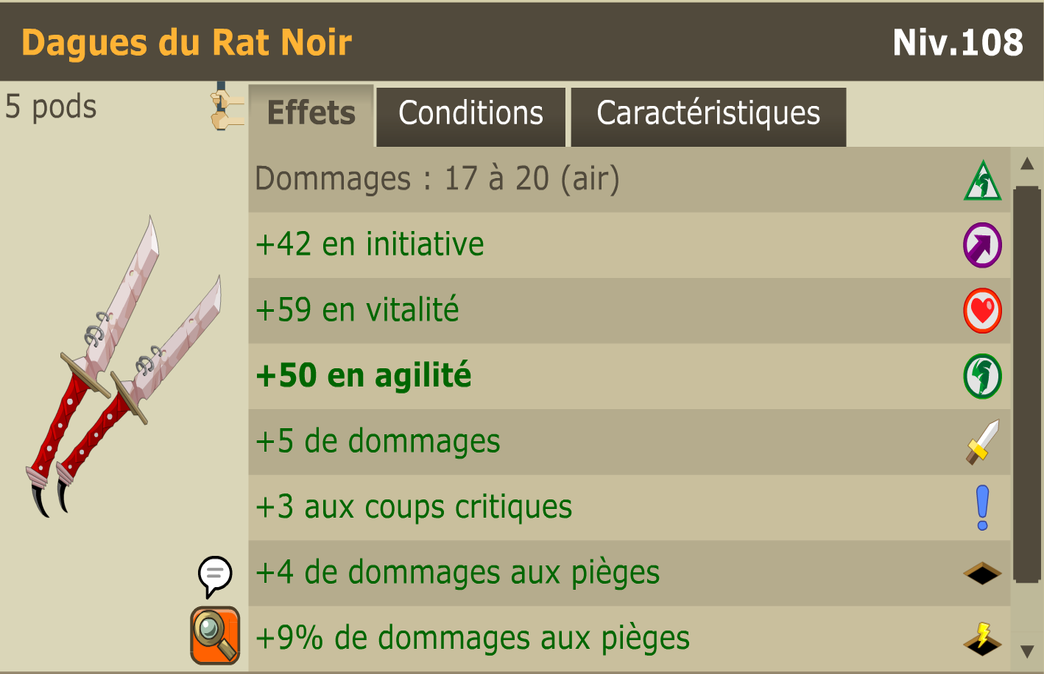 Dagues du Rat Noir
Niv.108
5 pods
Effets
Conditions
Caractéristiques
Dommages : 17 à 20 (air)
+42 en initiative
+59 en vitalité
+50 en agilité
+5 de dommages
+3 aux coups critiques
+4 de dommages aux pièges
+9% de dommages aux pièges